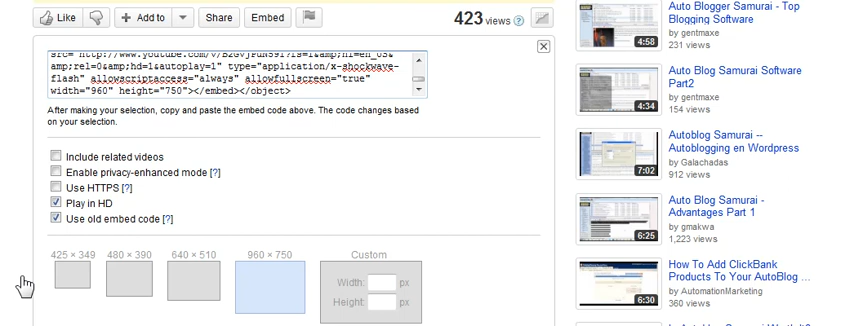 Like
Add to
Share
Embed
423 views
src="http://www.youtube.com/v/
amp;rel=0&amp;hd=1&autoplay=1" type="application/x-shockwave-
flash" allowscriptaccess="always" allowfullscreen="true"
width="960" height="750"></embed></object>
After making your selection, copy and paste the embed code above. The code changes based
on your selection.
Include related videos
Enable privacy-enhanced mode [?]
Use HTTPS [?]
Play in HD
Use old embed code [?]
425 × 349
480 × 390
640 × 510
960 × 750
Custom
Width: px
Height: px
Auto Blogger Samurai - Top
Blogging Software
by gentmaxe
231 views
4:58
Auto Blog Samurai Software
Part2
by gentmaxe
154 views
4:34
Autoblog Samurai --
Autoblogging en Wordpress
by Galachadas
912 views
7:02
Auto Blog Samurai -
Advantages Part 1
by gmakwa
1,223 views
6:25
How To Add ClickBank
Products To Your AutoBlog ...
by AutomationMarketing
360 views
6:30